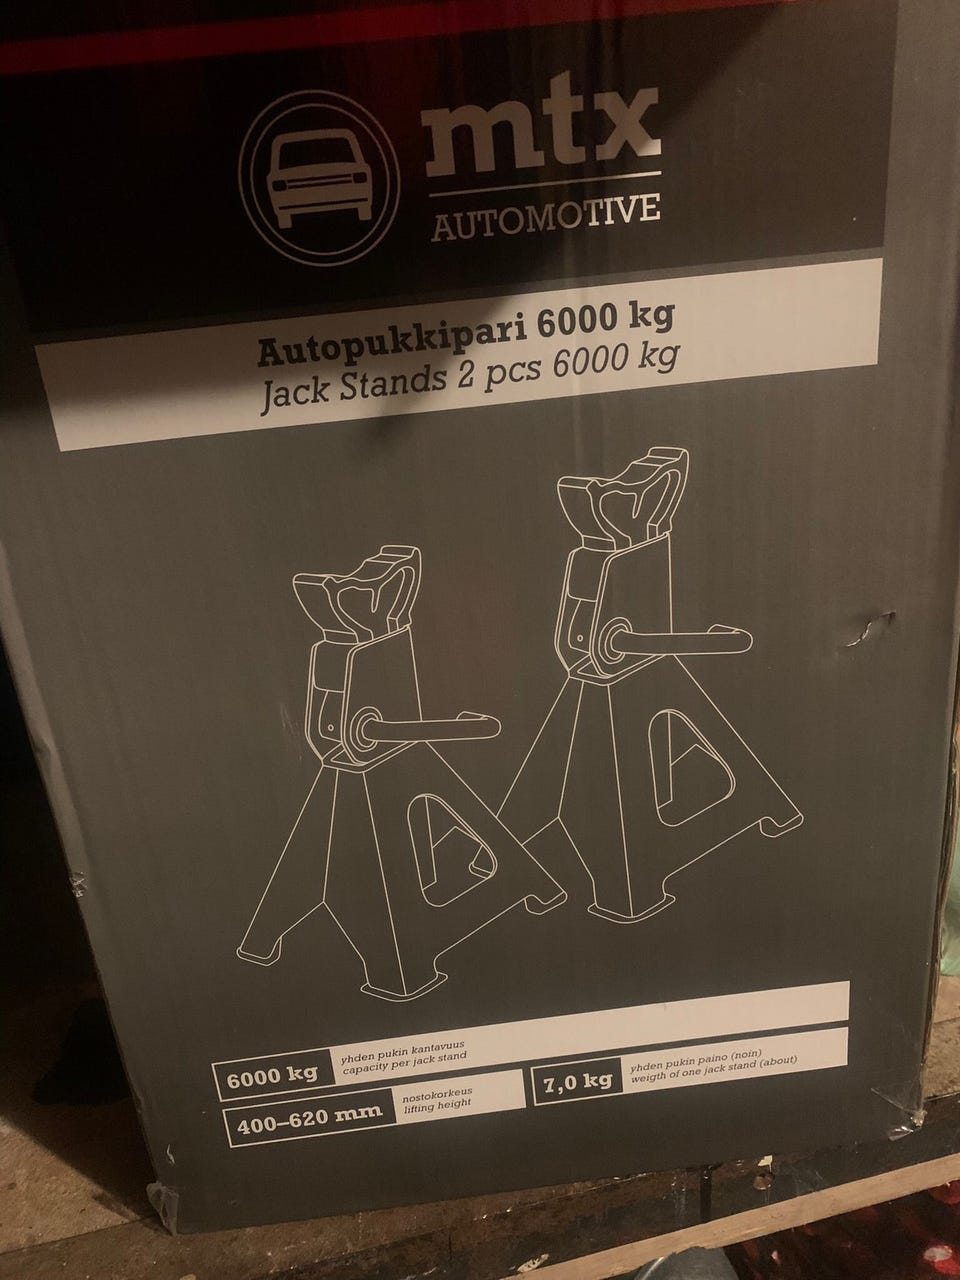 mtx
AUTOMOTIVE
Autopukkipari 6000 kg
Jack Stands 2 pcs 6000 kg
6000 kg
yhden pukin kantavuus
capacity per jack stand
400–620 mm
nostokorkeus
lifting height
7,0 kg
yhden pukin paino (noin)
weigth of one jack stand (about)